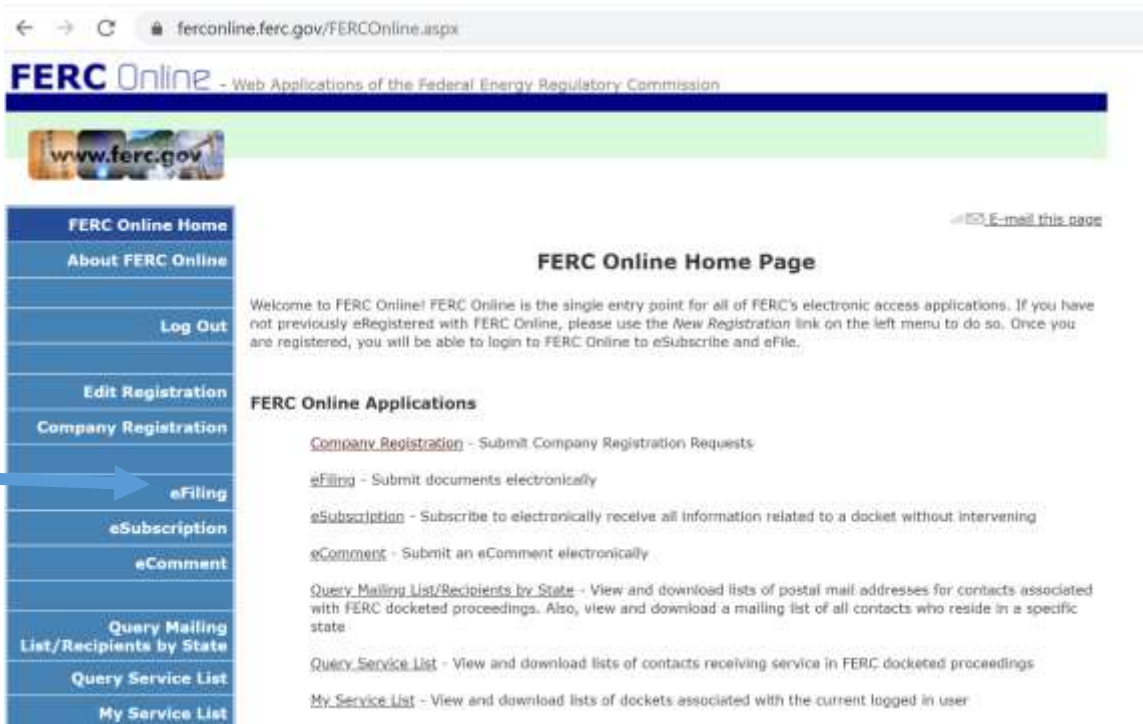 ferconline.ferc.gov/FERCOnline.aspx
FERC Online - Web Applications of the Federal Energy Regulatory Commission
www.ferc.gov
FERC Online Home
About FERC Online
Log Out
Edit Registration
Company Registration
eFiling
eSubscription
eComment
Query Mailing
List/Recipients by State
Query Service List
My Service List
E-mail this page
FERC Online Home Page
Welcome to FERC Online! FERC Online is the single entry point for all of FERC's electronic access applications. If you have
not previously eRegistered with FERC Online, please use the New Registration link on the left menu to do so. Once you
are registered, you will be able to login to FERC Online to eSubscribe and eFile.
FERC Online Applications
Company Registration - Submit Company Registration Requests
eFiling - Submit documents electronically
eSubscription - Subscribe to electronically receive all information related to a docket without intervening
eComment - Submit an eComment electronically
Query Mailing List/Recipients by State - View and download lists of postal mail addresses for contacts associated
with FERC docketed proceedings. Also, view and download a mailing list of all contacts who reside in a specific
state
Query Service List - View and download lists of contacts receiving service in FERC docketed proceedings
My Service List - View and download lists of dockets associated with the current logged in user